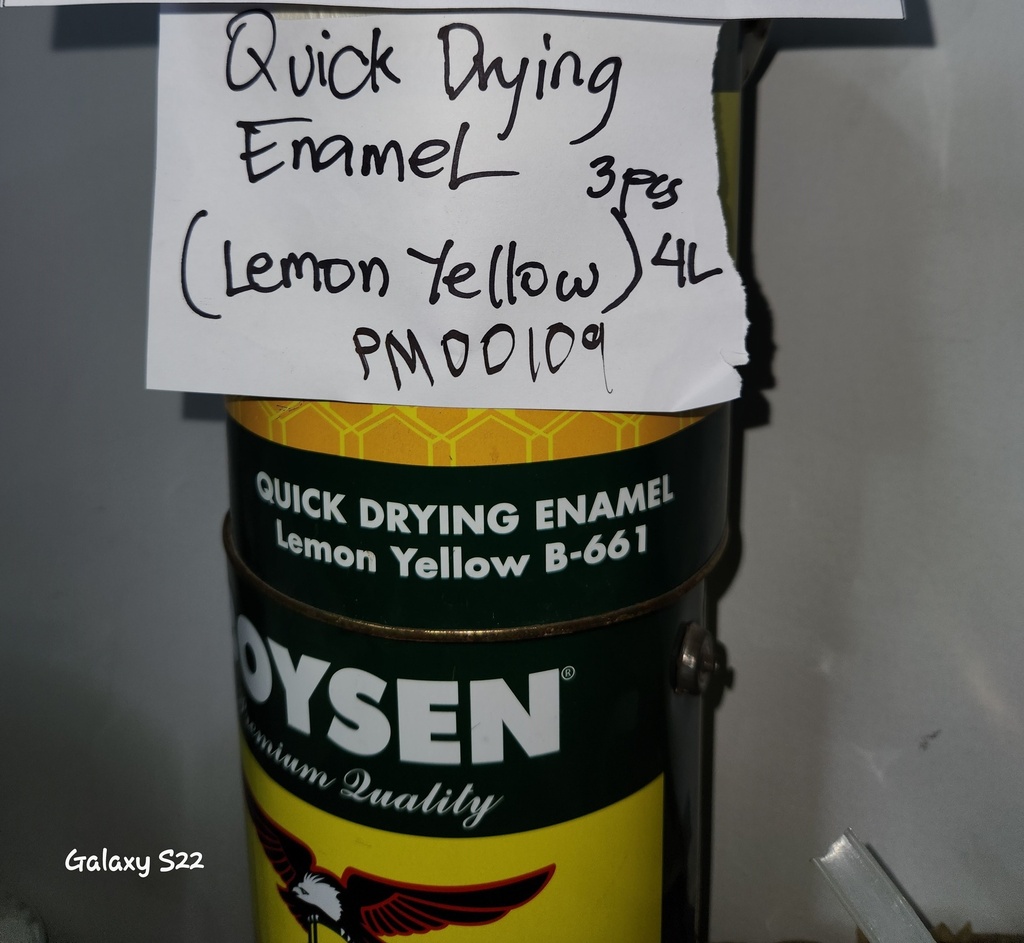 Quick Drying
Enamel
3pcs
(Lemon Yellow) 4L
PM00109
QUICK DRYING ENAMEL
Lemon Yellow B-661
OYSEN®
Premium Quality
Galaxy S22